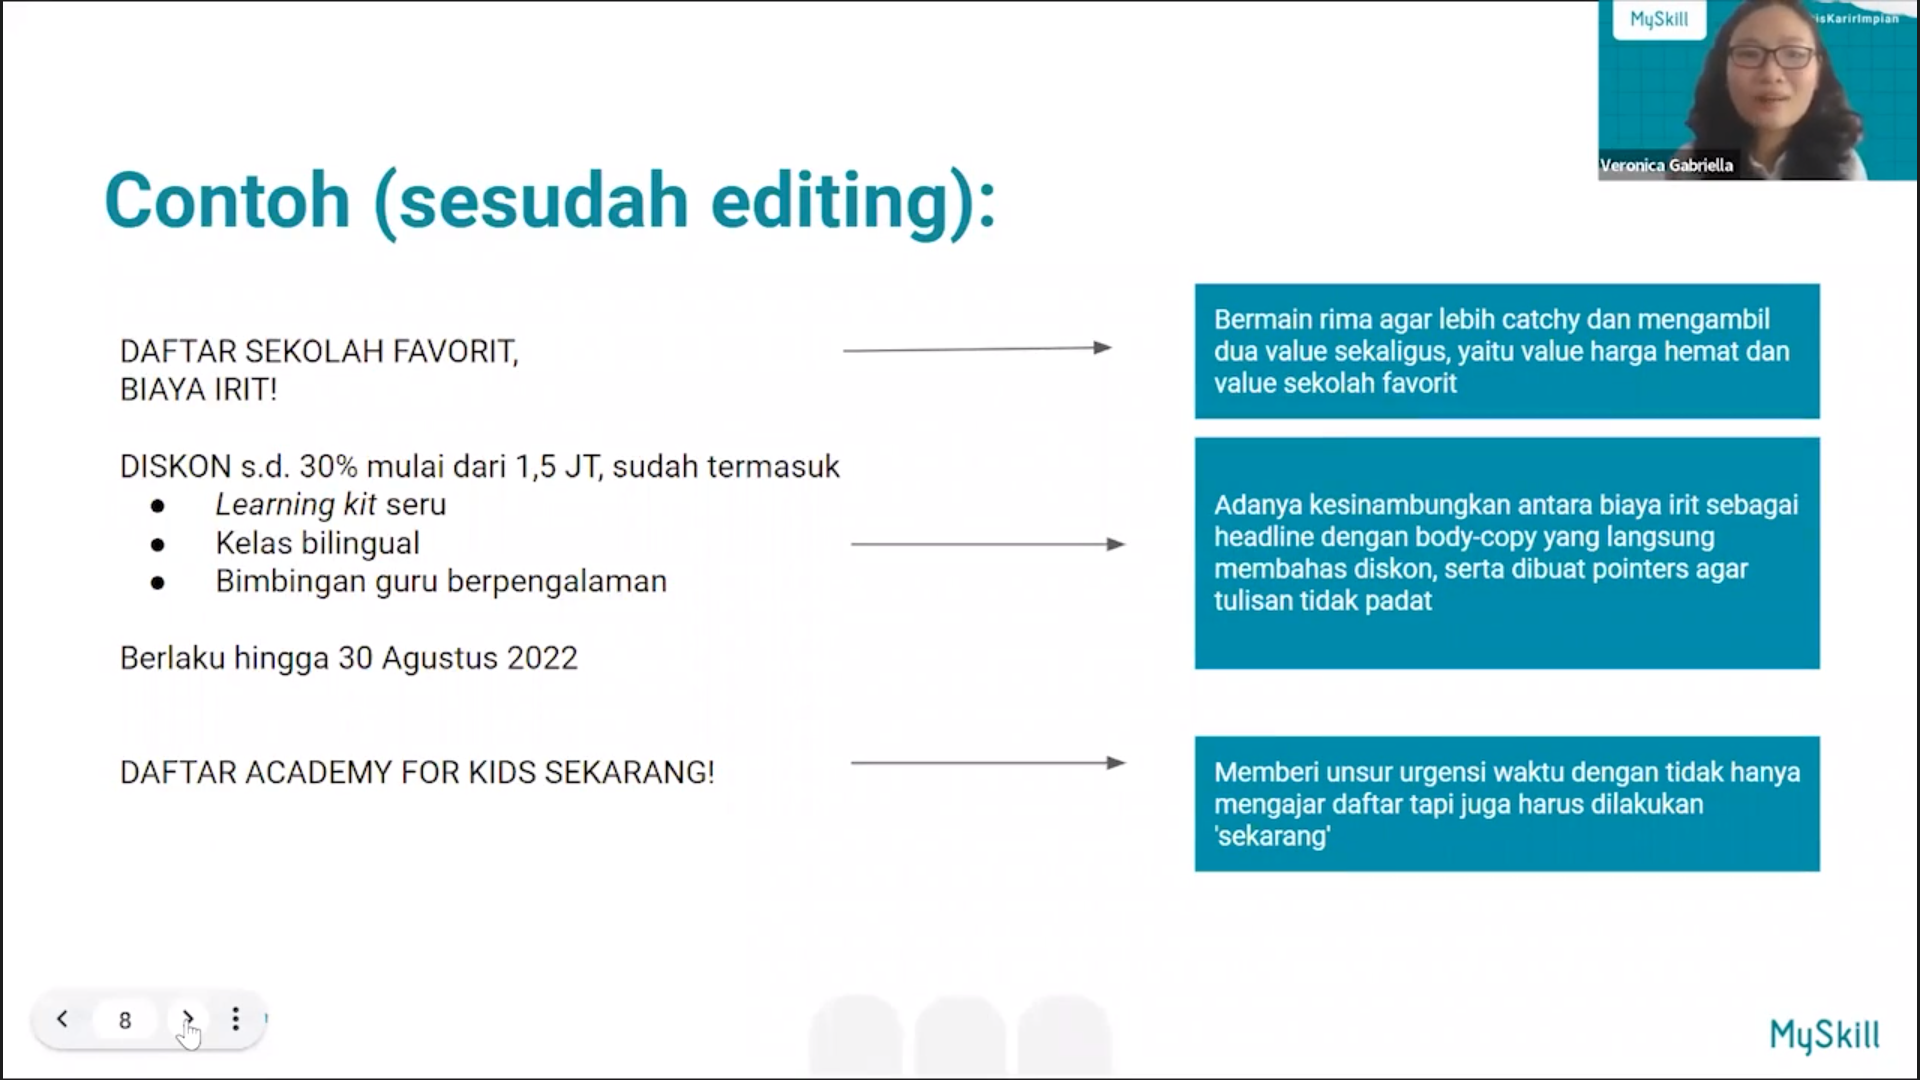 MySkill
isKarirImpian
Veronica Gabriella
Contoh (sesudah editing):
DAFTAR SEKOLAH FAVORIT,
BIAYA IRIT!
Bermain rima agar lebih catchy dan mengambil
dua value sekaligus, yaitu value harga hemat dan
value sekolah favorit
DISKON s.d. 30% mulai dari 1,5 JT, sudah termasuk
● Learning kit seru
● Kelas bilingual
● Bimbingan guru berpengalaman
Berlaku hingga 30 Agustus 2022
Adanya kesinambungkan antara biaya irit sebagai
headline dengan body-copy yang langsung
membahas diskon, serta dibuat pointers agar
tulisan tidak padat
DAFTAR ACADEMY FOR KIDS SEKARANG!
Memberi unsur urgensi waktu dengan tidak hanya
mengajar daftar tapi juga harus dilakukan
'sekarang'
8
MySkill